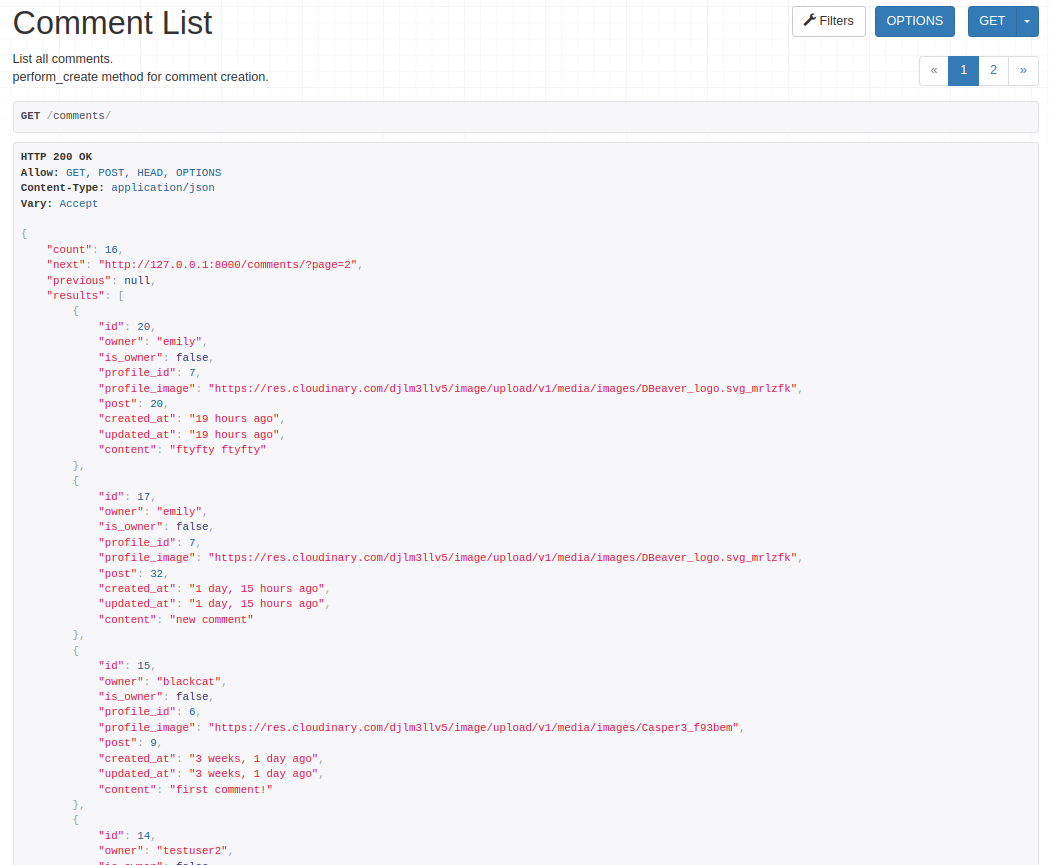 Comment List
Filters
OPTIONS
GET
List all comments.
perform_create method for comment creation.
« 1 2 »
GET /comments/
HTTP 200 OK
Allow: GET, POST, HEAD, OPTIONS
Content-Type: application/json
Vary: Accept
{
    "count": 16,
    "next": "http://127.0.0.1:8000/comments/?page=2",
    "previous": null,
    "results": [
        {
            "id": 20,
            "owner": "emily",
            "is_owner": false,
            "profile_id": 7,
            "profile_image": "https://res.cloudinary.com/djlm3llv5/image/upload/v1/media/images/DBeaver_logo.svg_mrlzfk",
            "post": 20,
            "created_at": "19 hours ago",
            "updated_at": "19 hours ago",
            "content": "ftyfty ftyfty"
        },
        {
            "id": 17,
            "owner": "emily",
            "is_owner": false,
            "profile_id": 7,
            "profile_image": "https://res.cloudinary.com/djlm3llv5/image/upload/v1/media/images/DBeaver_logo.svg_mrlzfk",
            "post": 32,
            "created_at": "1 day, 15 hours ago",
            "updated_at": "1 day, 15 hours ago",
            "content": "new comment"
        },
        {
            "id": 15,
            "owner": "blackcat",
            "is_owner": false,
            "profile_id": 6,
            "profile_image": "https://res.cloudinary.com/djlm3llv5/image/upload/v1/media/images/Casper3_f93bem",
            "post": 9,
            "created_at": "3 weeks, 1 day ago",
            "updated_at": "3 weeks, 1 day ago",
            "content": "first comment!"
        },
        {
            "id": 14,
            "owner": "testuser2",
            "is_owner": false